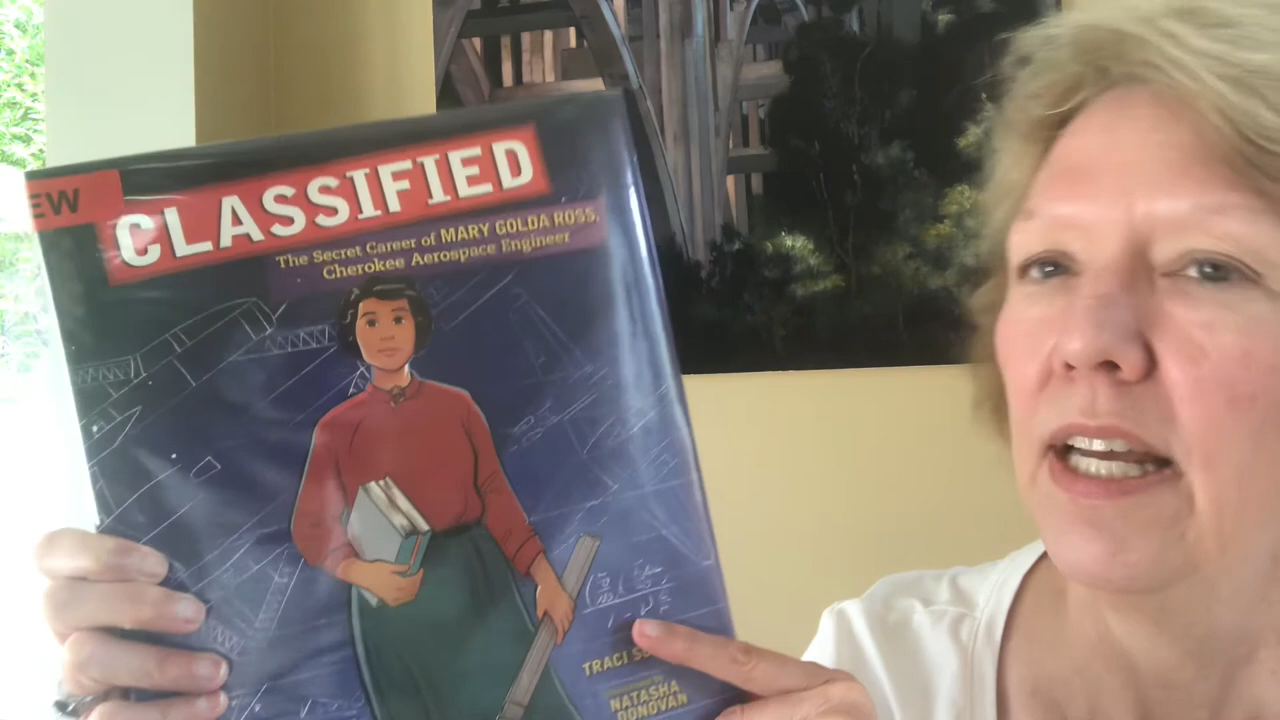 EW
CLASSIFIED
The Secret Career of MARY GOLDA ROSS,
Cherokee Aerospace Engineer
TRACI
NATASHA
DONOVAN